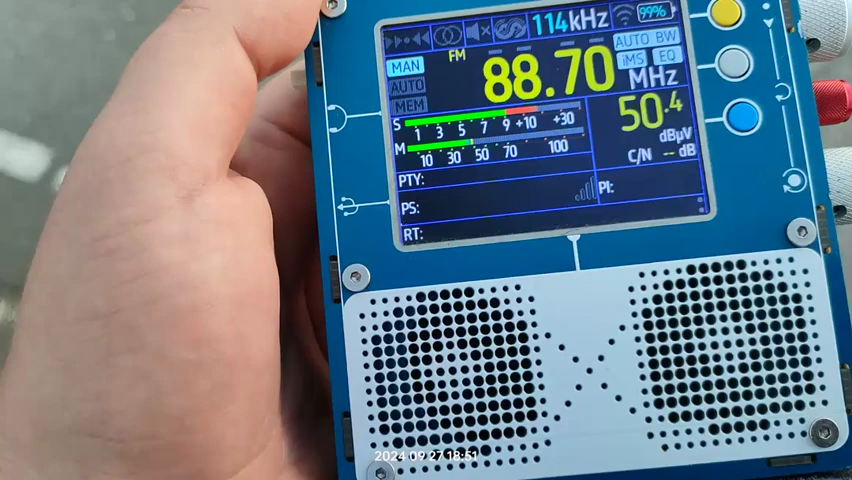 114kHz 99%
FM AUTO BW
MAN 88.70 iMS EQ
AUTO MHz
MEM 50.4
S 1 3 5 7 9 +10 +30 dBµV
M 10 30 50 70 100 C/N -- dB
PTY:
PS: PI:
RT:
2024 09 27 18:51